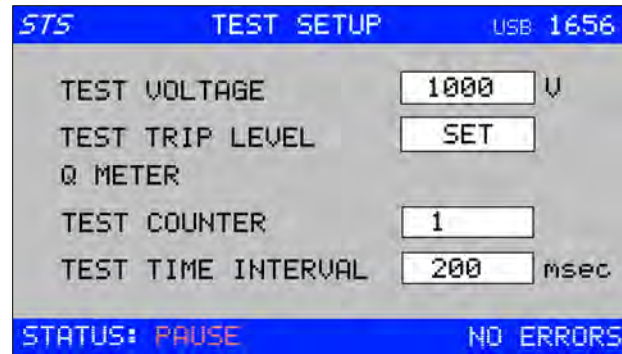 STS TEST SETUP USB 1656
TEST VOLTAGE 1000 V
TEST TRIP LEVEL SET
Q METER
TEST COUNTER 1
TEST TIME INTERVAL 200 msec
STATUS: PAUSE NO ERRORS